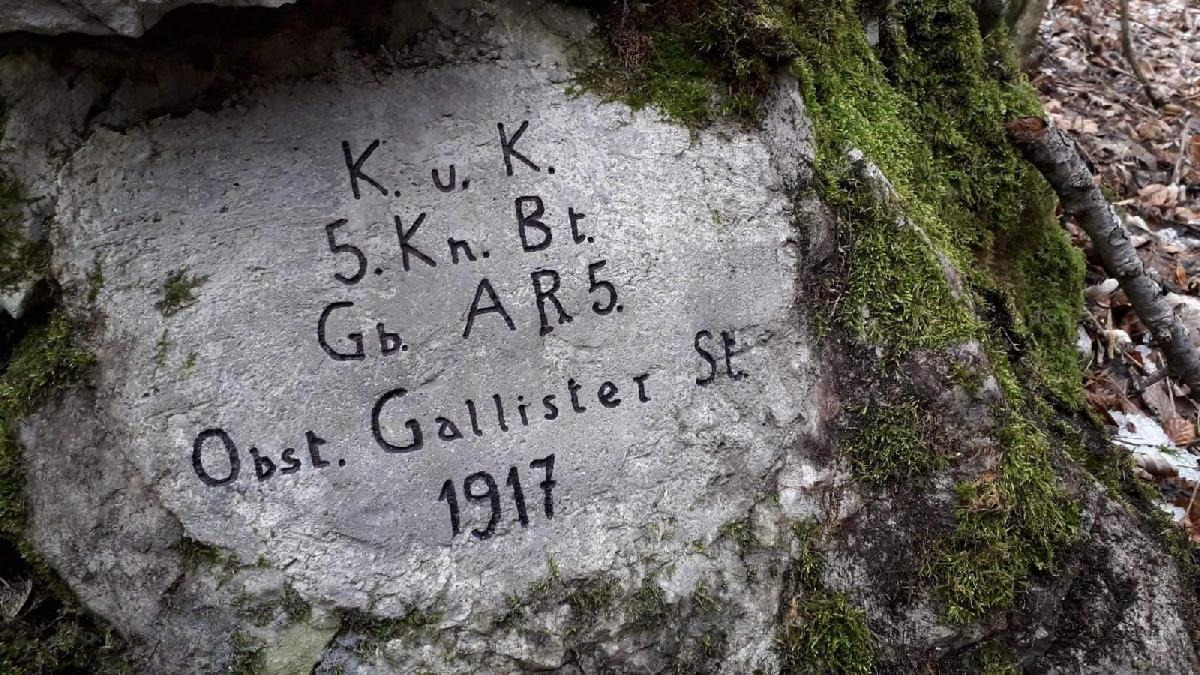 K. u. K.
5. Kn. Bt.
Gb. AR5.
Obst. Gallister St.
1917